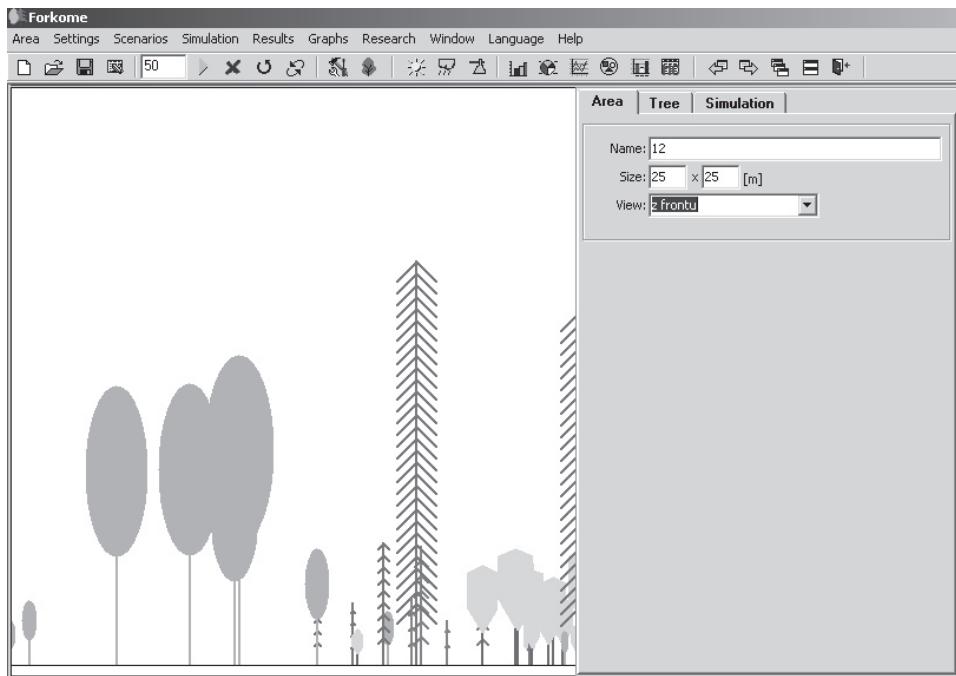 Forkome
Area Settings Scenarios Simulation Results Graphs Research Window Language Help
50
Area Tree Simulation
Name: 12
Size: 25 x 25 [m]
View: z frontu